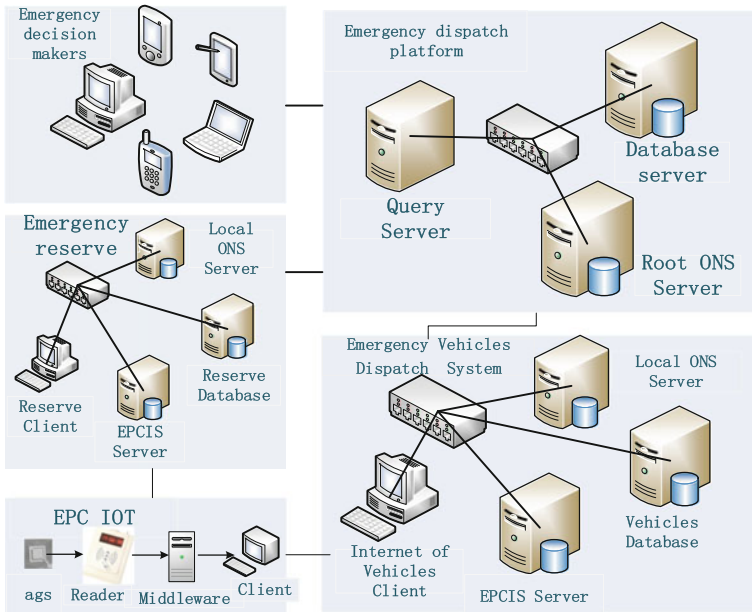 Emergency
decision
makers
Emergency dispatch
platform
Database
server
Query
Server
Root ONS
Server
Emergency
reserve
Local
ONS
Server
Reserve
Database
Reserve
Client
EPCIS
Server
Emergency Vehicles
Dispatch System
Local ONS
Server
Vehicles
Database
Internet of
Vehicles
Client
EPCIS Server
EPC IOT
ags
Reader
Middleware
Client